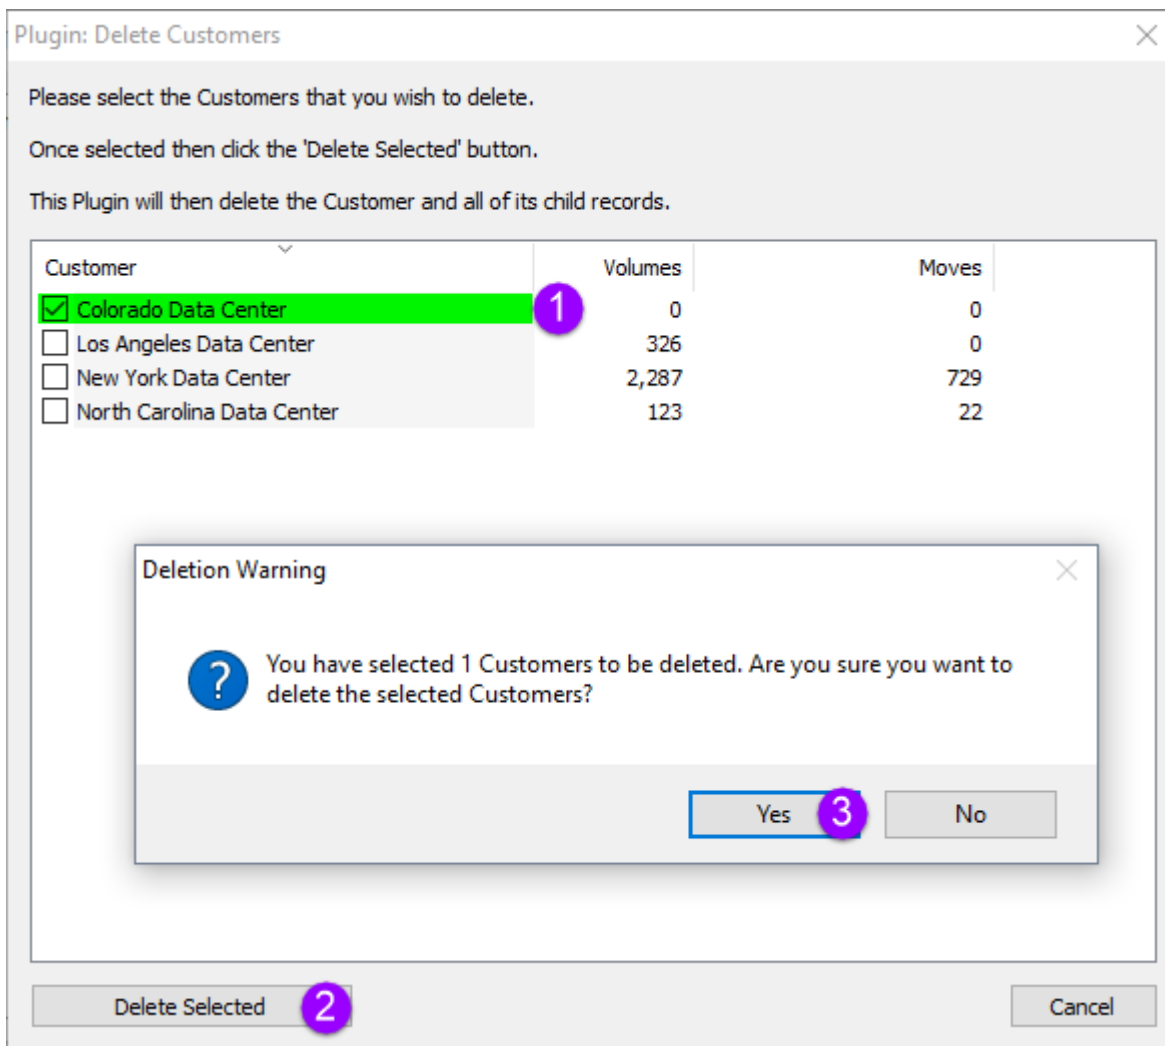 Plugin: Delete Customers
Please select the Customers that you wish to delete.
Once selected then click the 'Delete Selected' button.
This Plugin will then delete the Customer and all of its child records.
Customer Volumes Moves
Colorado Data Center 1 0 0
Los Angeles Data Center 326 0
New York Data Center 2,287 729
North Carolina Data Center 123 22
Deletion Warning
? You have selected 1 Customers to be deleted. Are you sure you want to
delete the selected Customers?
Yes 3 No
Delete Selected 2 Cancel